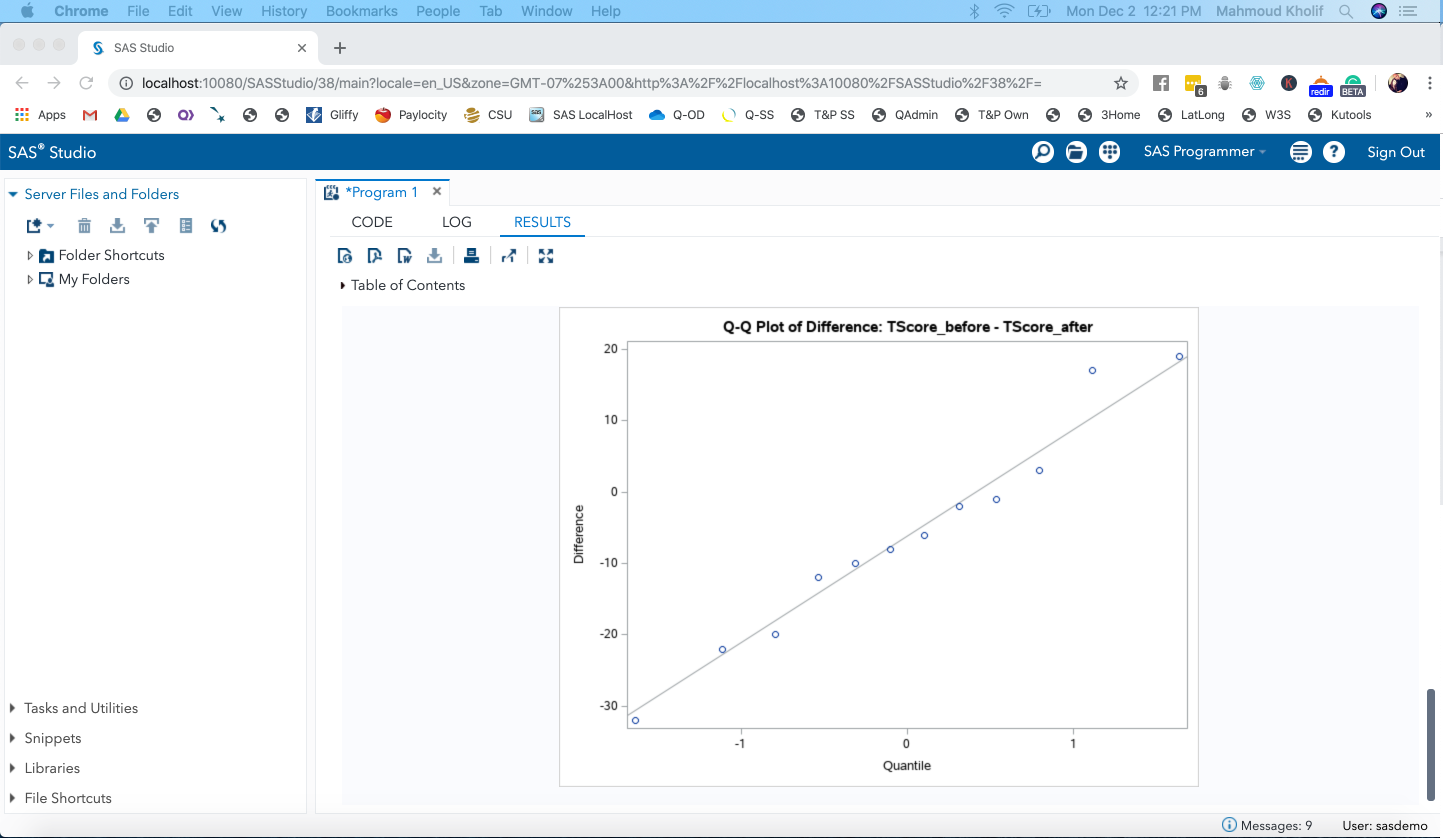 Chrome File Edit View History Bookmarks People Tab Window Help Mon Dec 2 12:21 PM Mahmoud Kholif
SAS Studio
localhost:10080/SASStudio/38/main?locale=en_US&zone=GMT-07%253A00&http%3A%2F%2Flocalhost%3A10080%2FSASStudio%2F38%2F=
6 K redir BETA
Apps Gliffy Paylocity CSU SAS LocalHost Q-OD Q-SS T&P SS QAdmin T&P Own 3Home LatLong W3S Kutools »
SAS® Studio SAS Programmer ? Sign Out
Server Files and Folders
*Program 1
CODE LOG RESULTS
Folder Shortcuts
My Folders
Table of Contents
Q-Q Plot of Difference: TScore_before - TScore_after
20
10
0
-10
-20
-30
Difference
-1 0 1
Quantile
Tasks and Utilities
Snippets
Libraries
File Shortcuts
Messages: 9 User: sasdemo